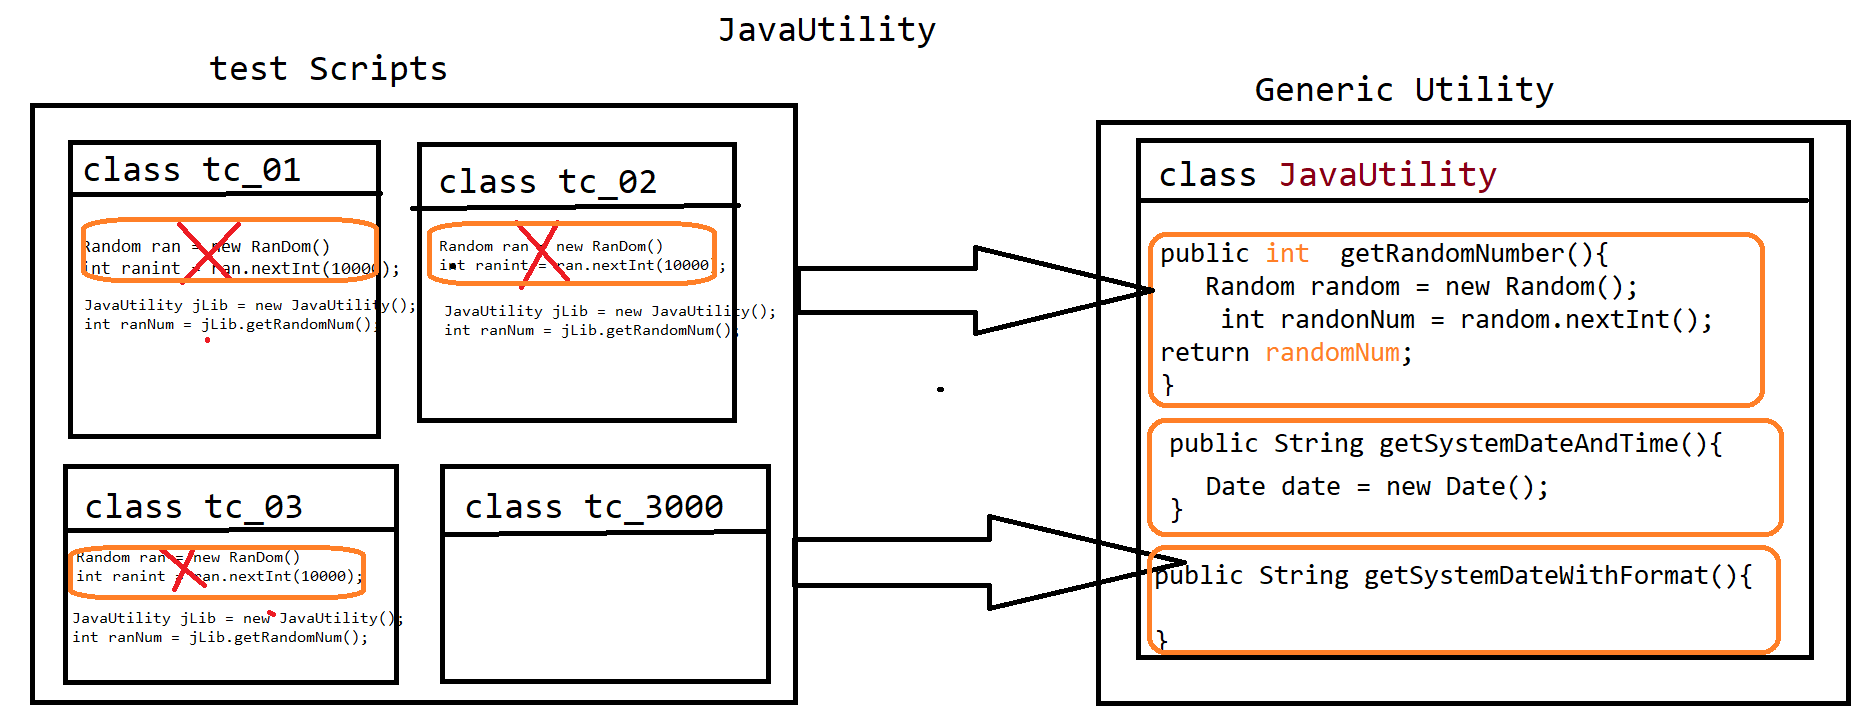 JavaUtility
test Scripts
class tc_01
Random ran = new RanDom()
int ranint = ran.nextInt(10000);
JavaUtility jLib = new JavaUtility();
int ranNum = jLib.getRandomNum();
class tc_02
Random ran = new RanDom()
int ranint = ran.nextInt(10000);
JavaUtility jLib = new JavaUtility();
int ranNum = jLib.getRandomNum();
class tc_03
Random ran = new RanDom()
int ranint = ran.nextInt(10000);
JavaUtility jLib = new JavaUtility();
int ranNum = jLib.getRandomNum();
class tc_3000
Generic Utility
class JavaUtility
public int getRandomNumber(){
Random random = new Random();
int randonNum = random.nextInt();
return randomNum;
}
public String getSystemDateAndTime(){
Date date = new Date();
}
public String getSystemDateWithFormat(){
}